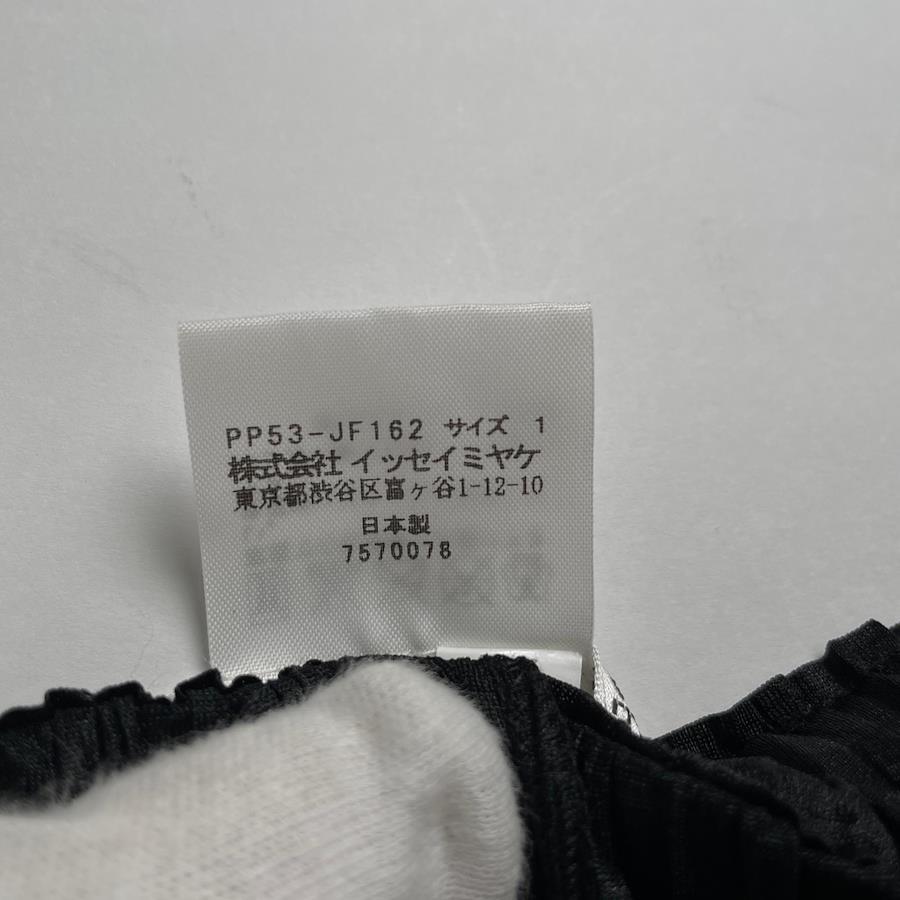 PP53-JF162 サイズ 1
株式会社 イッセイミヤケ
東京都渋谷区富ヶ谷1-12-10
日本製
7570078